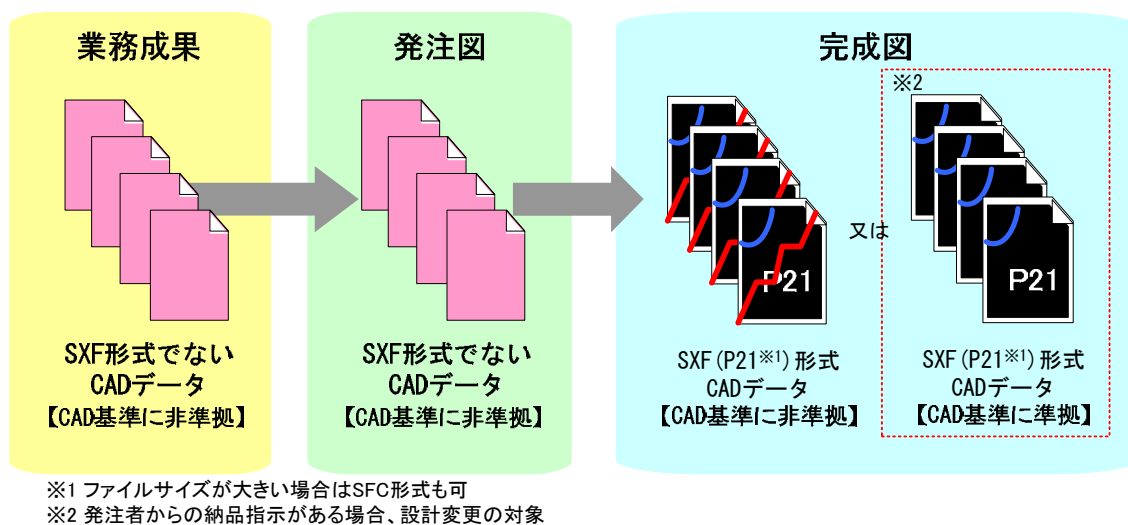 業務成果
SXF形式でない
CADデータ
【CAD基準に非準拠】
発注図
SXF形式でない
CADデータ
【CAD基準に非準拠】
完成図
P21
SXF(P21※1)形式
CADデータ
【CAD基準に非準拠】
又は
※2
P21
SXF(P21※1)形式
CADデータ
【CAD基準に準拠】
※1 ファイルサイズが大きい場合はSFC形式も可
※2 発注者からの納品指示がある場合、設計変更の対象